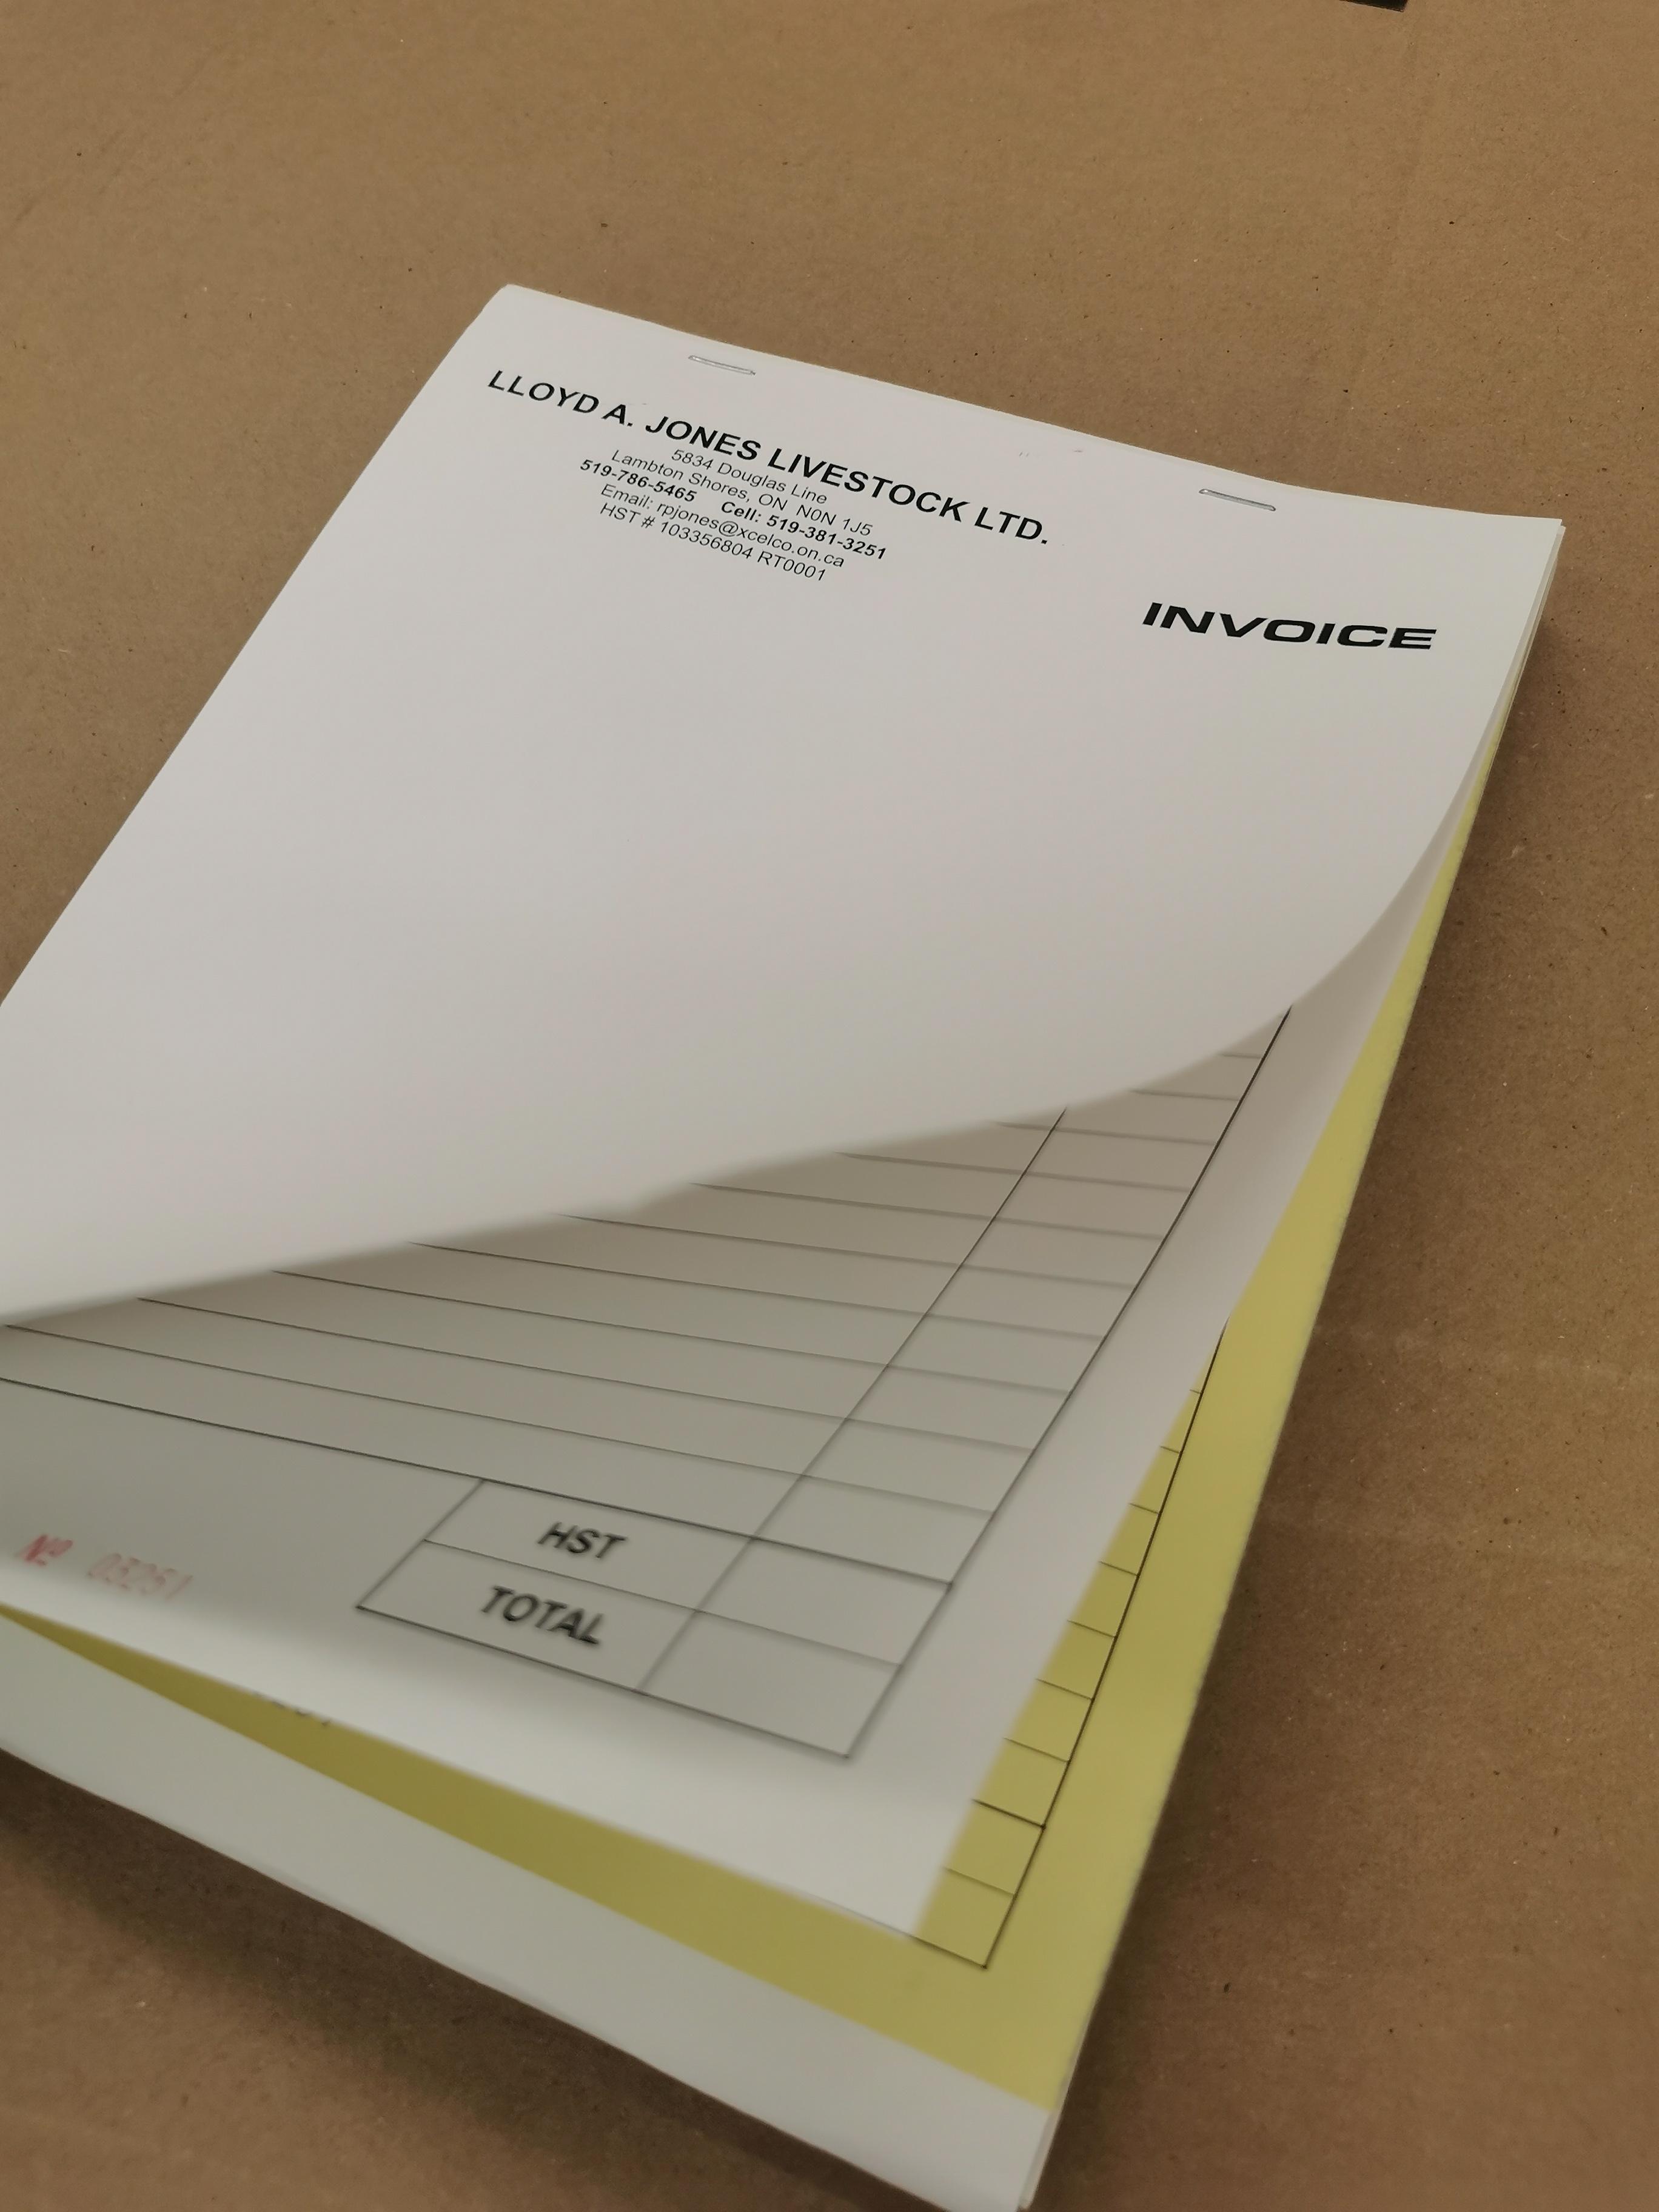 LLOYD A. JONES LIVESTOCK LTD.
5834 Douglas Line
Lambton Shores, ON N0N 1J5
519-786-5465 Cell: 519-381-3251
Email: rpjones@xcelco.on.ca
HST # 103356804 RT0001
INVOICE
HST
TOTAL
Nº 03251